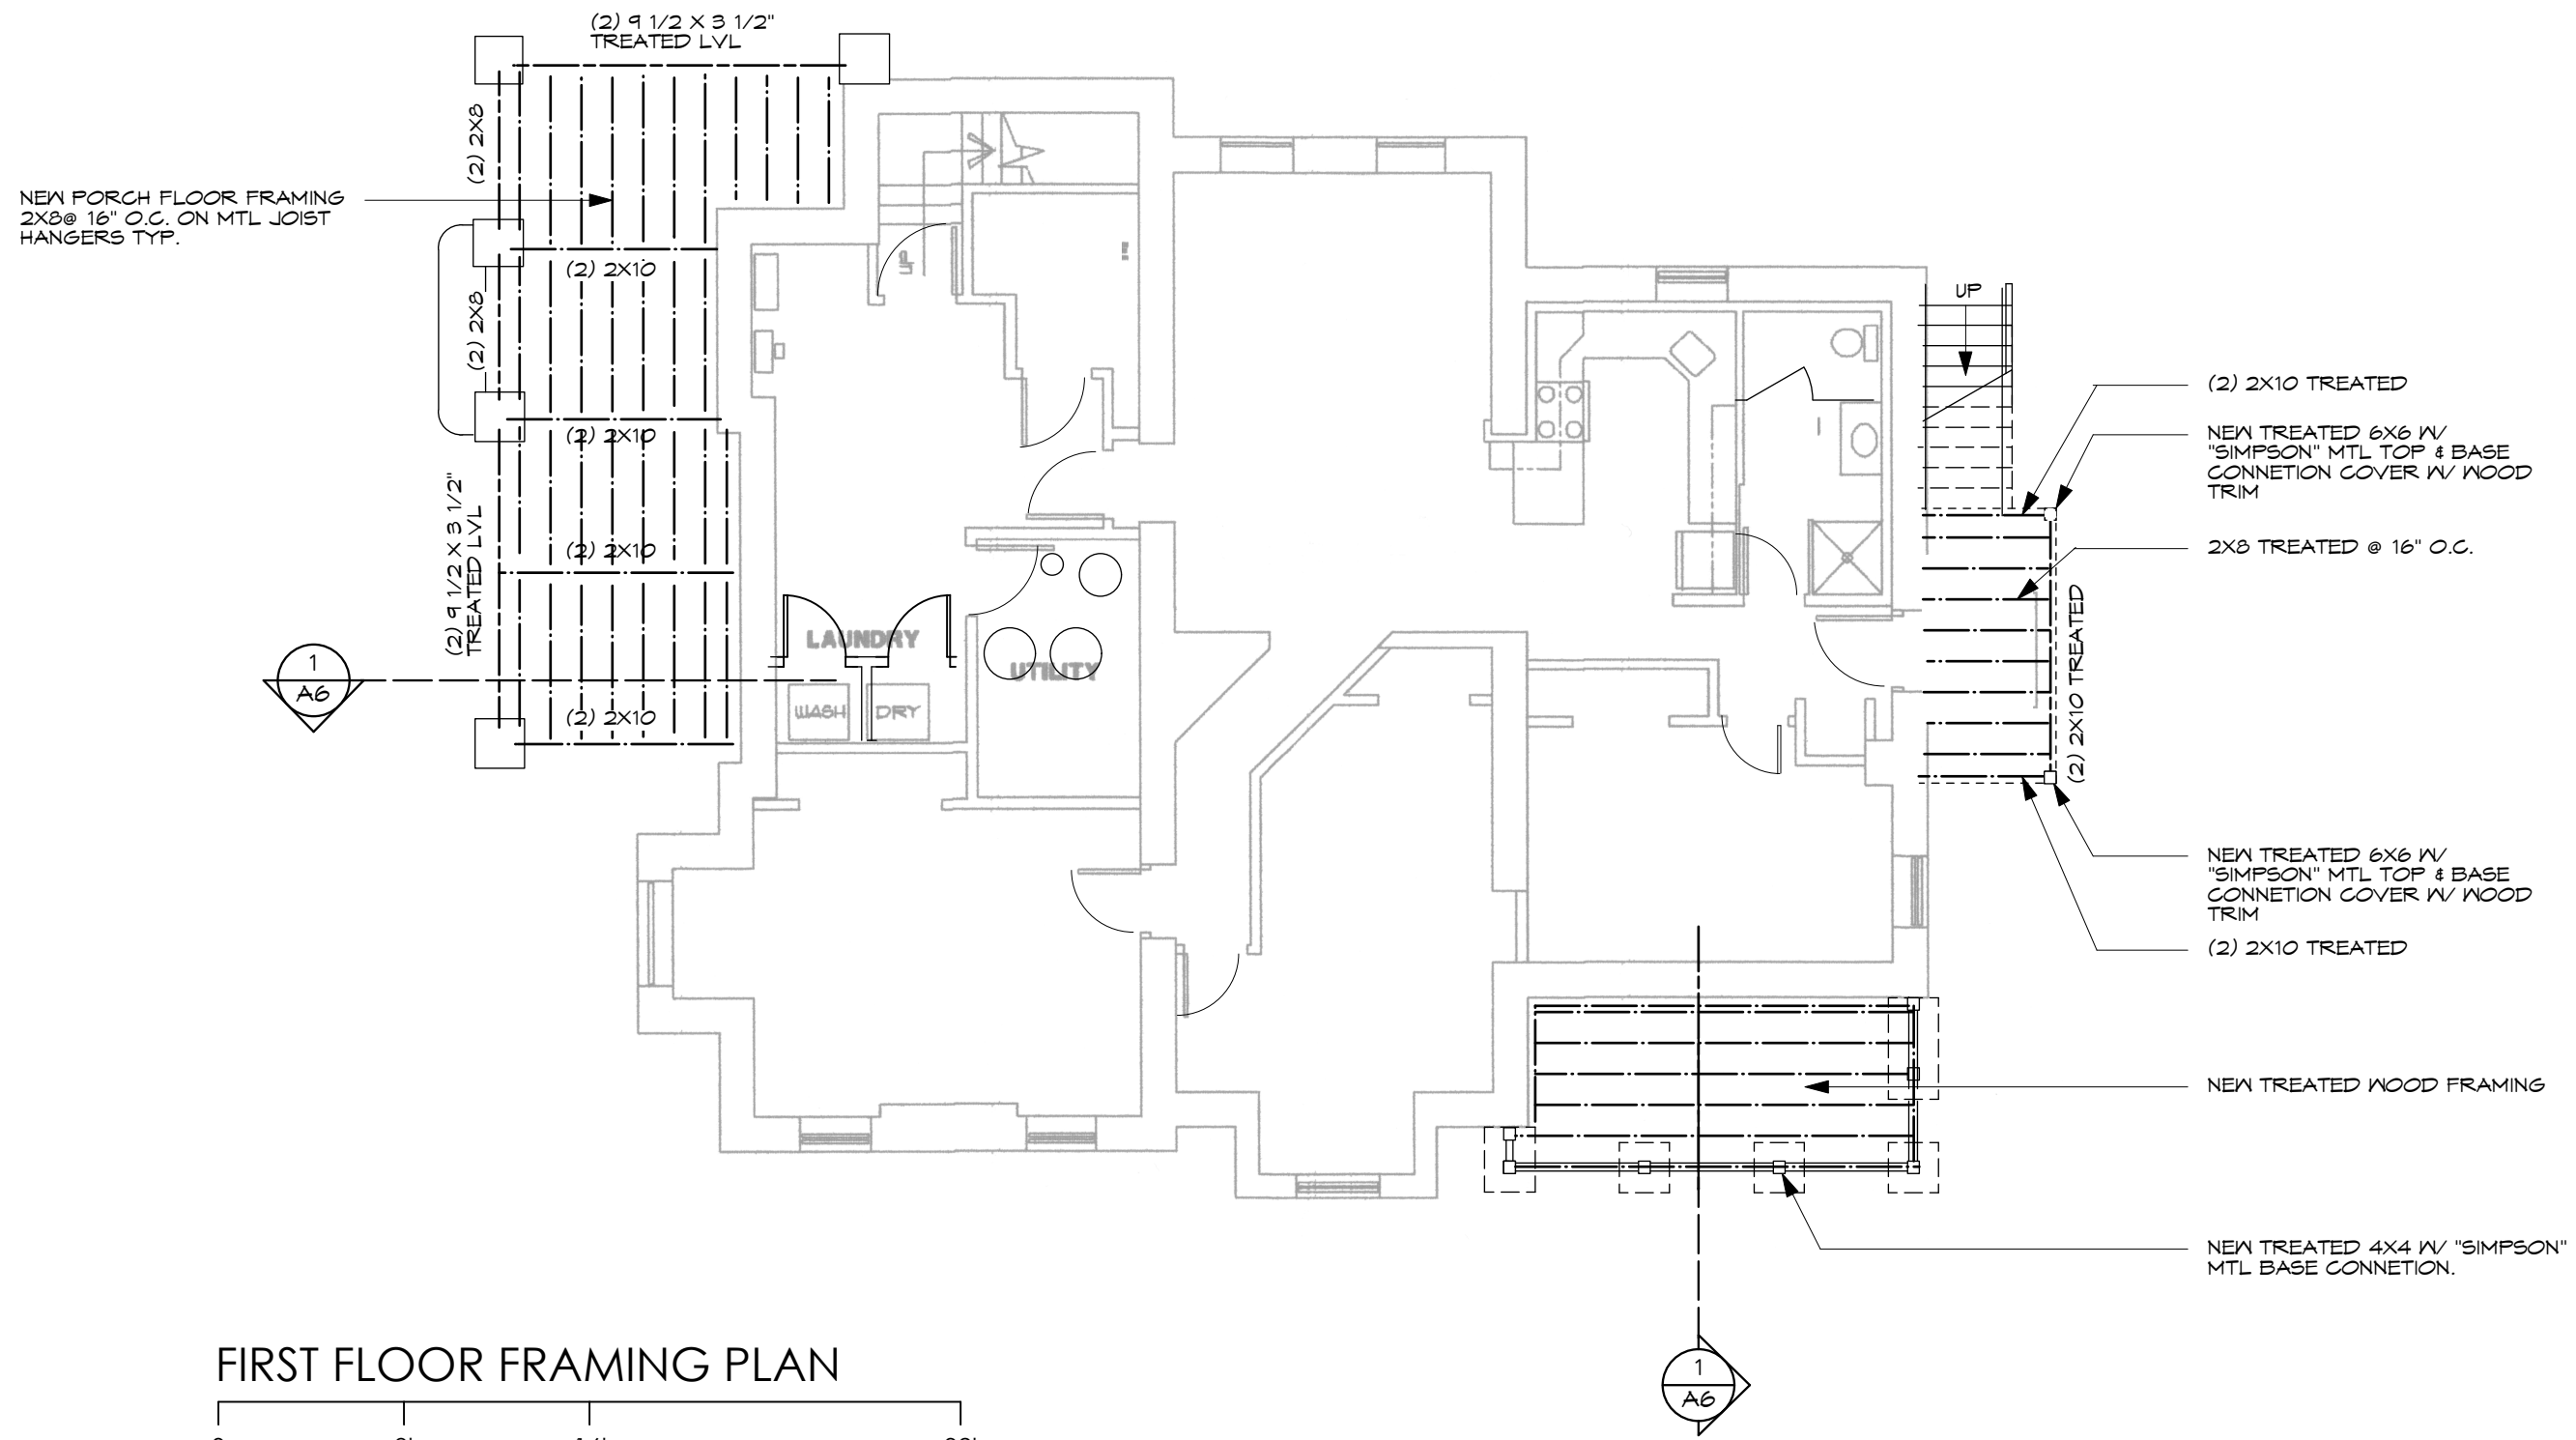 (2) 9 1/2 X 3 1/2"
TREATED LVL
(2) 2X8
NEW PORCH FLOOR FRAMING
2X8@ 16" O.C. ON MTL JOIST
HANGERS TYP.
(2) 2X10
(2) 2X8
(2) 2X10
(2) 9 1/2 X 3 1/2"
TREATED LVL
(2) 2X10
(2) 2X10
1
A6
UP
LAUNDRY
UTILITY
WASH
DRY
UP
(2) 2X10 TREATED
NEW TREATED 6X6 W/
"SIMPSON" MTL TOP & BASE
CONNETION COVER W/ WOOD
TRIM
2X8 TREATED @ 16" O.C.
(2) 2X10 TREATED
NEW TREATED 6X6 W/
"SIMPSON" MTL TOP & BASE
CONNETION COVER W/ WOOD
TRIM
(2) 2X10 TREATED
NEW TREATED WOOD FRAMING
NEW TREATED 4X4 W/ "SIMPSON"
MTL BASE CONNETION.
1
A6
FIRST FLOOR FRAMING PLAN